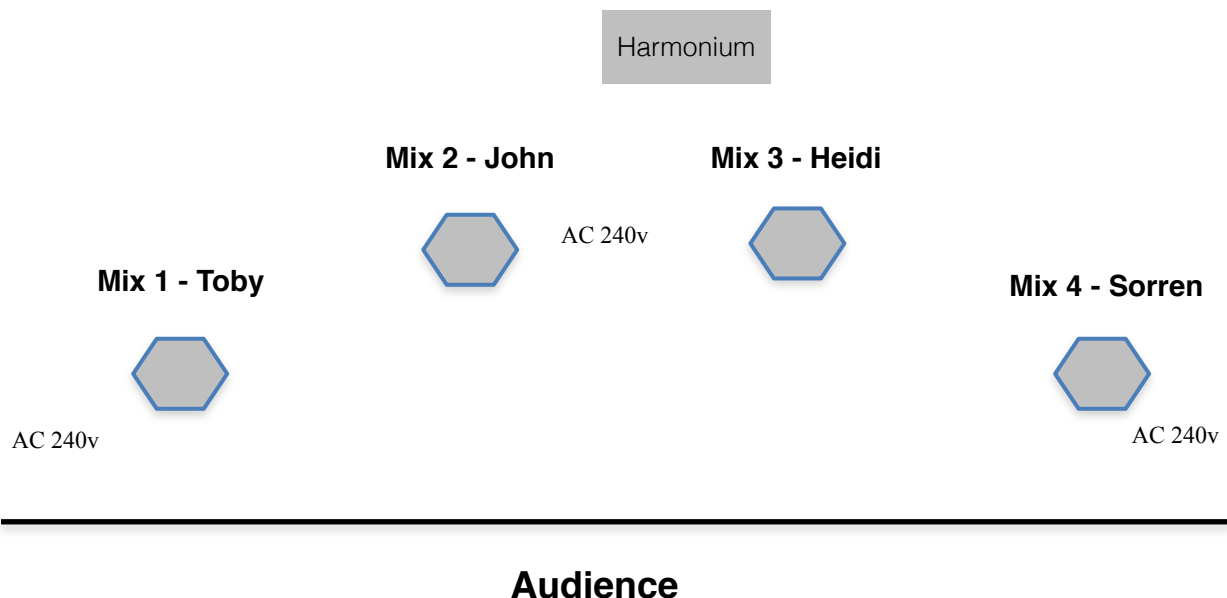 Harmonium
Mix 2 - John
Mix 3 - Heidi
AC 240v
Mix 1 - Toby
Mix 4 - Sorren
AC 240v
AC 240v
Audience